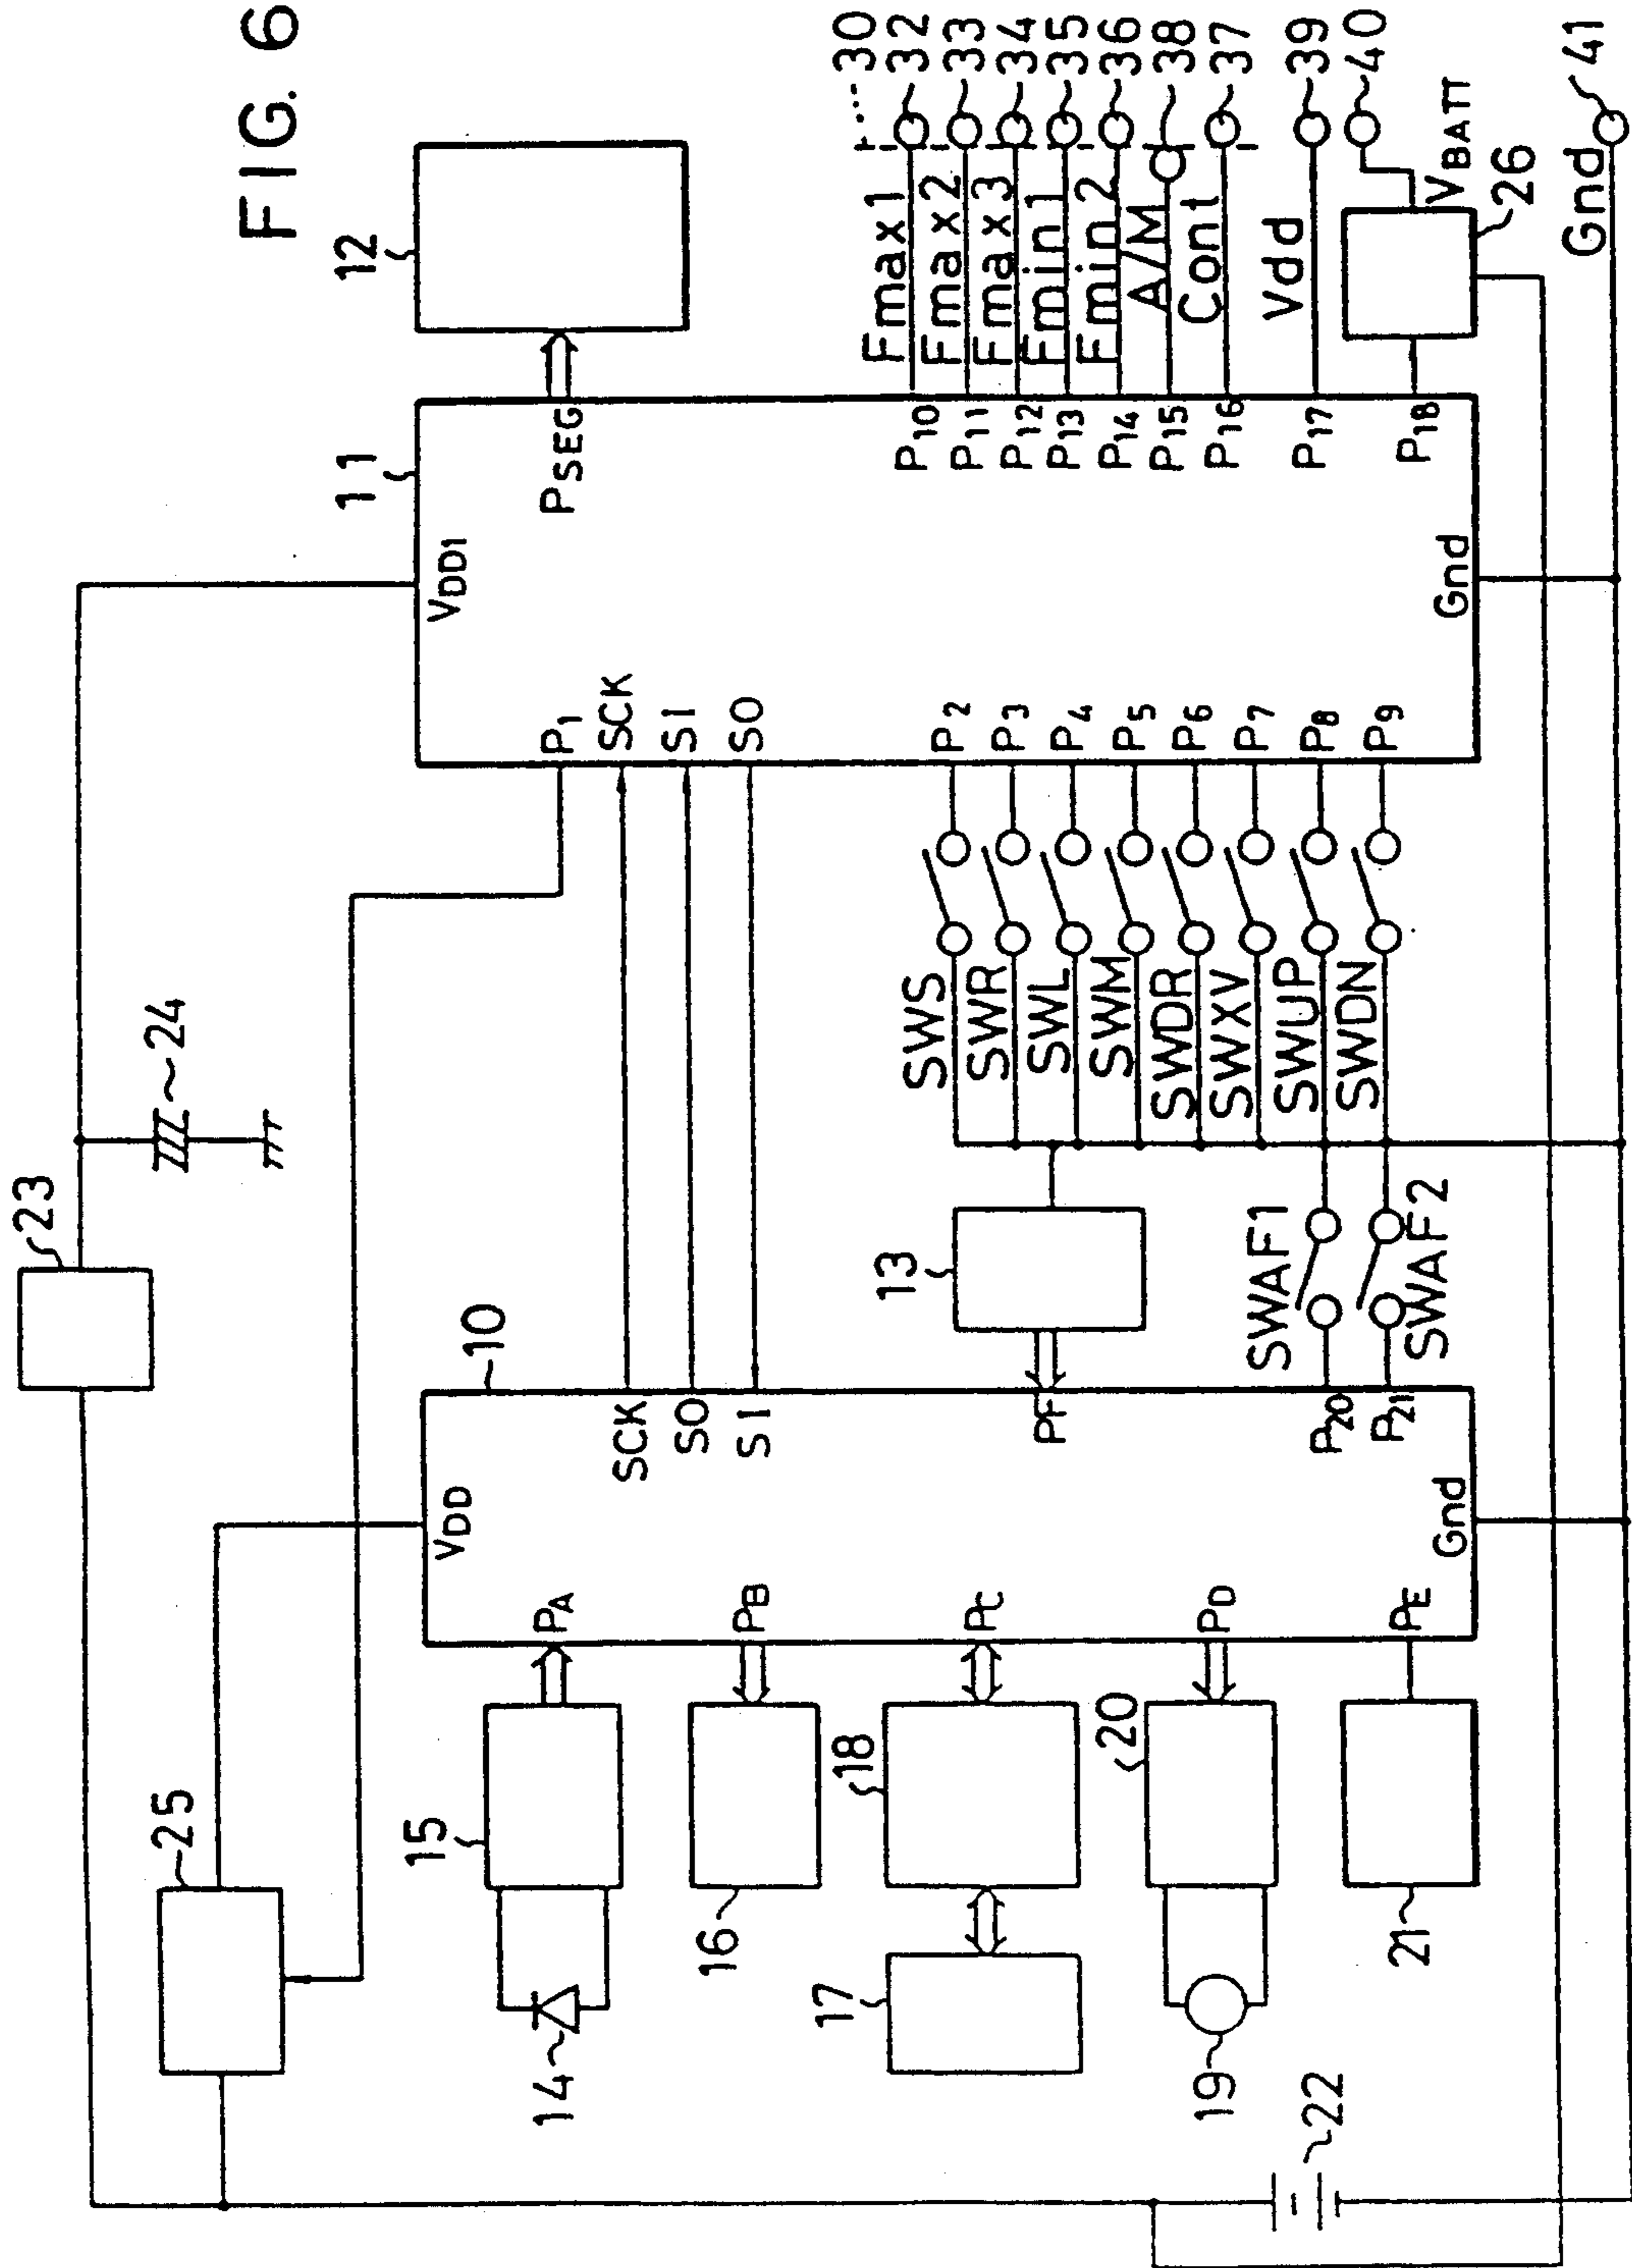 FIG. 6
23
24
25
10
11
12
VDD
VDD1
PA
PB
PC
PD
PE
Gnd
SCK
SO
SI
PF
P20
P21
P1
SCK
SI
SO
P2
P3
P4
P5
P6
P7
P8
P9
Gnd
PSEG
P10
P11
P12
P13
P14
P15
P16
P17
P18
15
14
16
18
17
20
19
21
22
13
SWAF1
SWAF2
SWS
SWR
SWL
SWM
SWDR
SWXV
SWUP
SWDN
Fmax1
Fmax2
Fmax3
Fmin1
Fmin2
A/M
Cont
Vdd
VBATT
26
Gnd
30
32
33
34
35
36
38
37
39
40
41